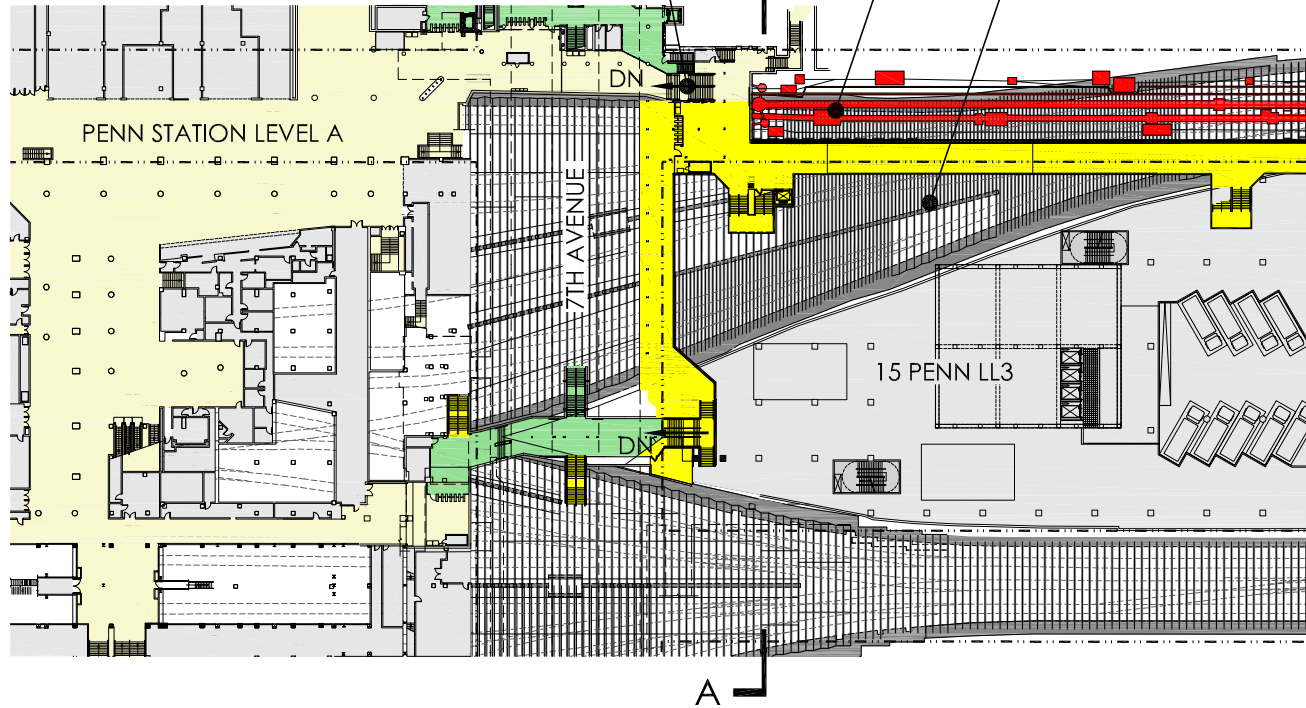 DN
PENN STATION LEVEL A
7TH AVENUE
15 PENN LL3
DN
A